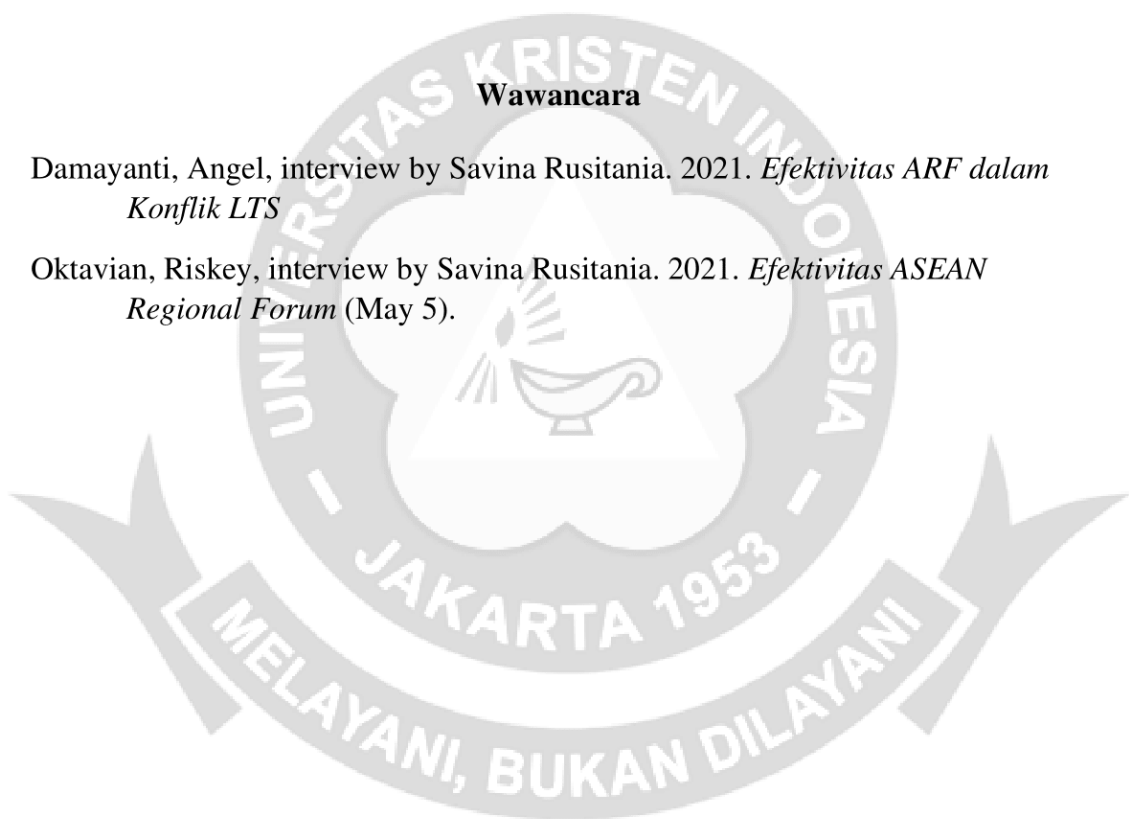 Wawancara
Damayanti, Angel, interview by Savina Rusitania. 2021. Efektivitas ARF dalam
Konflik LTS
Oktavian, Riskey, interview by Savina Rusitania. 2021. Efektivitas ASEAN
Regional Forum (May 5).
UNIVERSITAS KRISTEN INDONESIA
JAKARTA 1953
MELAYANI, BUKAN DILAYANI